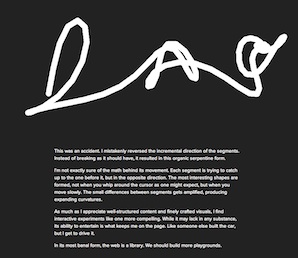 This was an accident. I mistakenly reversed the incremental direction of the segments.
Instead of breaking as it should have, it resulted in this organic serpentine form.
I'm not exactly sure of the math behind its movement. Each segment is trying to catch
up to the one before it, but in the opposite direction. The most interesting shapes are
formed, not when you whip around the cursor as one might expect, but when you
move slowly. The small differences between segments gets amplified, producing
expanding curvatures.
As much as I appreciate well-structured content and finely crafted visuals, I find
interactive experiments like one more compelling. While it may lack in any substance,
its ability to entertain is what keeps me on the page. Like someone else built the car,
but I get to drive it.
In its most banal form, the web is a library. We should build more playgrounds.